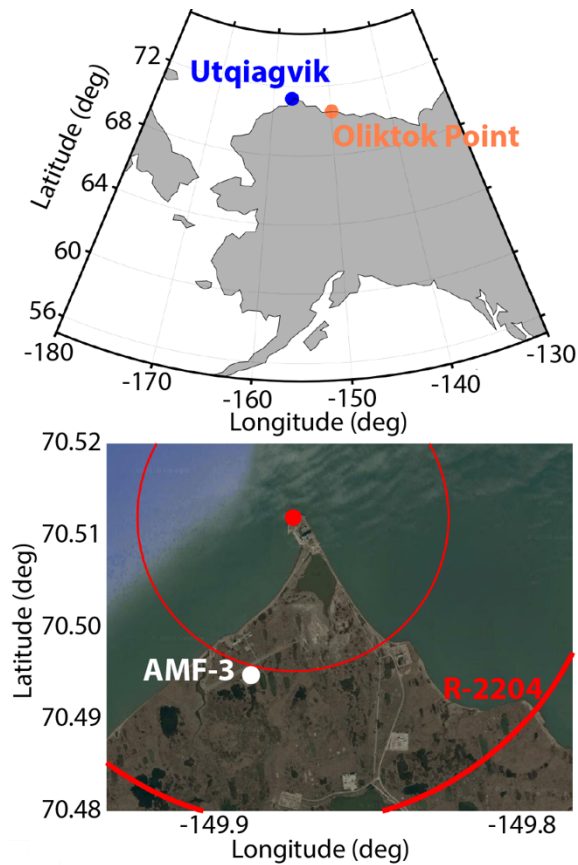 72
Utqiagvik
68
Oliktok Point
Latitude (deg)
64
60
56
-180
-130
-170
-140
-160
-150
Longitude (deg)
70.52
70.51
70.50
Latitude (deg)
AMF-3
R-2204
70.49
70.48
-149.9
-149.8
Longitude (deg)